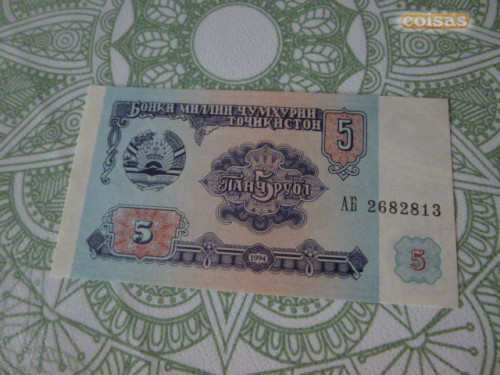 coisas
БОНКИ МИЛЛИИ ҶУМҲУРИИ
ТОҶИКИСТОН
5
5
ПАНҶ РУБЛ
АБ 2682813
5
1994
5